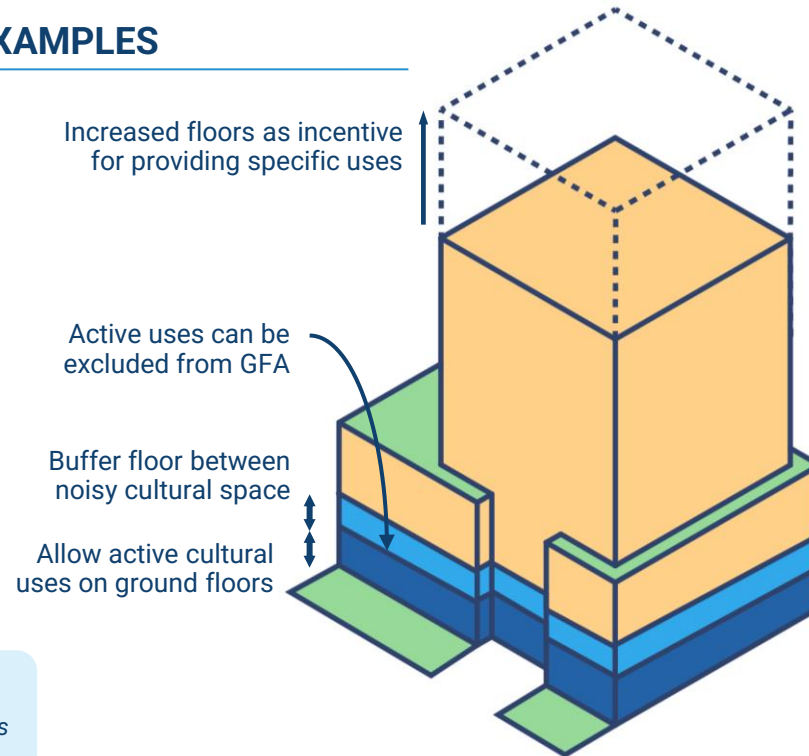 XAMPLES
Increased floors as incentive
for providing specific uses
Active uses can be
excluded from GFA
Buffer floor between
noisy cultural space
Allow active cultural
uses on ground floors
s